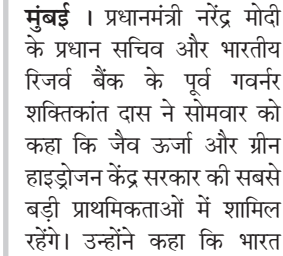 मुंबई । प्रधानमंत्री नरेंद्र मोदी
के प्रधान सचिव और भारतीय
रिजर्व बैंक के पूर्व गवर्नर
शक्तिकांत दास ने सोमवार को
कहा कि जैव ऊर्जा और ग्रीन
हाइड्रोजन केंद्र सरकार की सबसे
बड़ी प्राथमिकताओं में शामिल
रहेंगे। उन्होंने कहा कि भारत